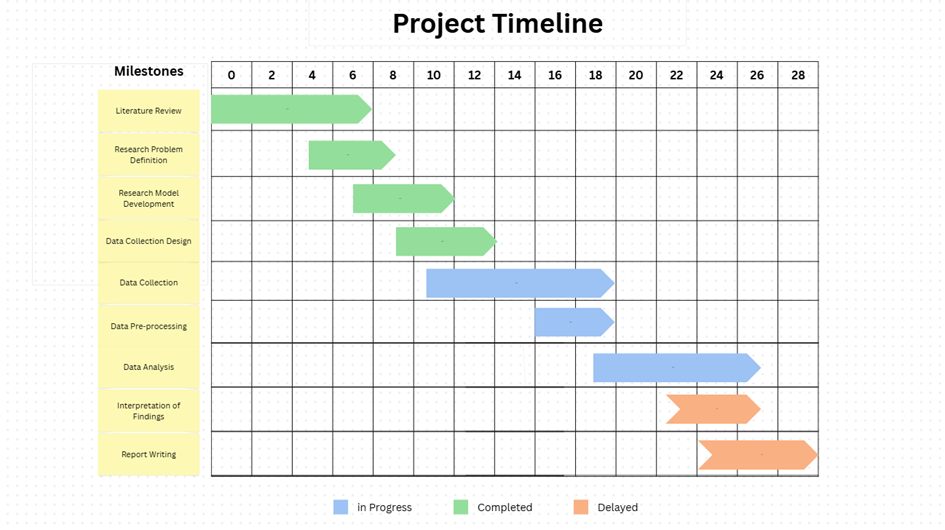 Project Timeline
Milestones
0 2 4 6 8 10 12 14 16 18 20 22 24 26 28
Literature Review
Research Problem
Definition
Research Model
Development
Data Collection Design
Data Collection
Data Pre-processing
Data Analysis
Interpretation of
Findings
Report Writing
in Progress
Completed
Delayed